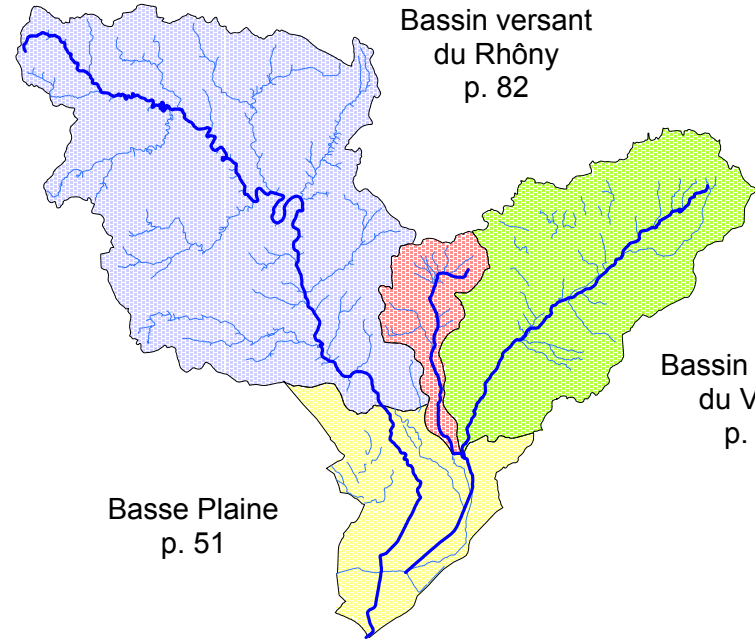 Bassin versant
du Rhôny
p. 82
Bassin
du V
p.
Basse Plaine
p. 51